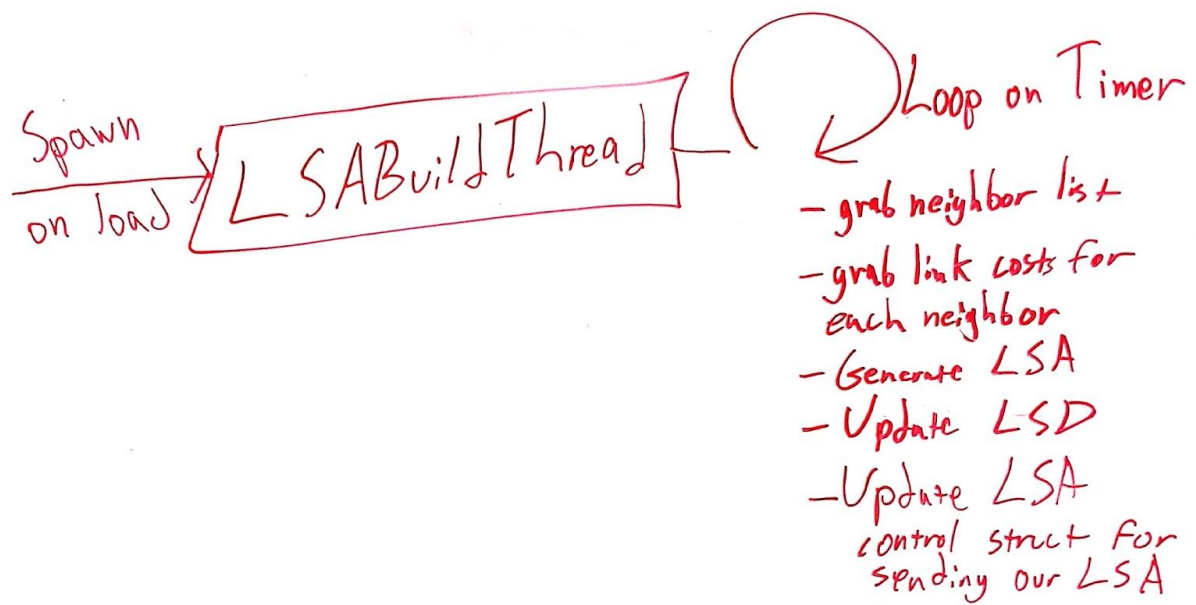 Spawn
on load
LSABuildThread
Loop on Timer
- grab neighbor list
- grab link costs for
each neighbor
- Generate LSA
- Update LSD
- Update LSA
control struct for
sending our LSA